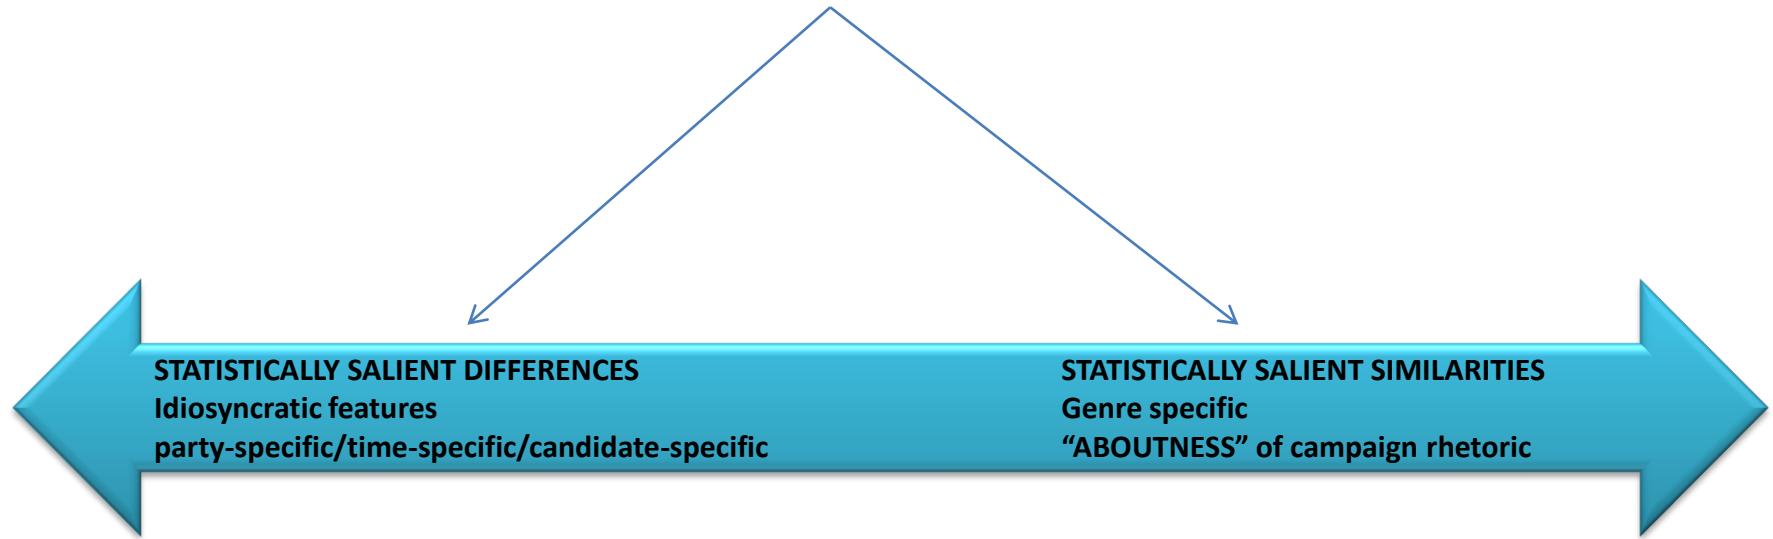 STATISTICALLY SALIENT DIFFERENCES
Idiosyncratic features
party-specific/time-specific/candidate-specific
STATISTICALLY SALIENT SIMILARITIES
Genre specific
“ABOUTNESS” of campaign rhetoric